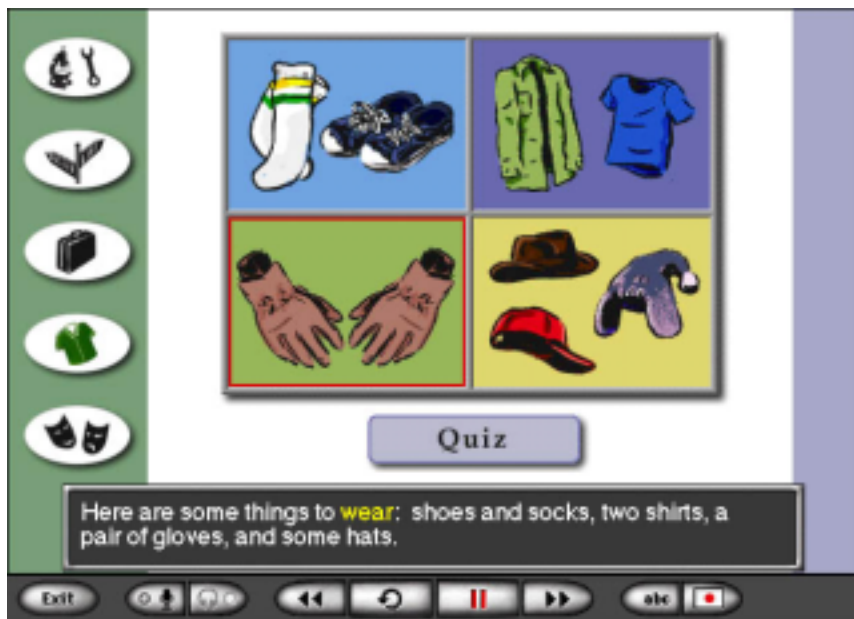 Quiz
Here are some things to wear: shoes and socks, two shirts, a
pair of gloves, and some hats.
Exit
abc